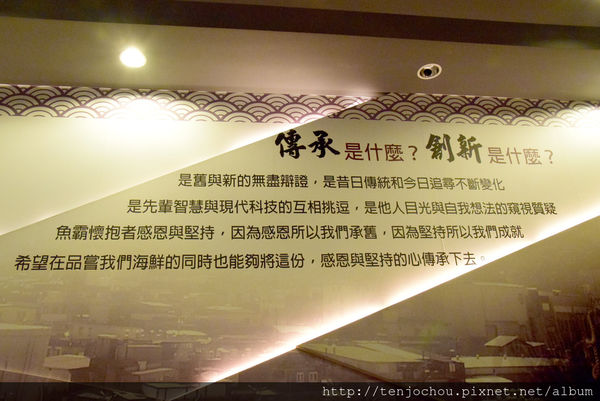 傳承是什麼？創新是什麼？
是舊與新的無盡辯證，是昔日傳統和今日追尋不斷變化
是先輩智慧與現代科技的互相挑逗，是他人目光與自我想法的窺視質疑
魚霸懷抱者感恩與堅持，因為感恩所以我們承舊，因為堅持所以我們成就
希望在品嘗我們海鮮的同時也能夠將這份，感恩與堅持的心傳承下去。
http://tenjochou.pixnet.net/album